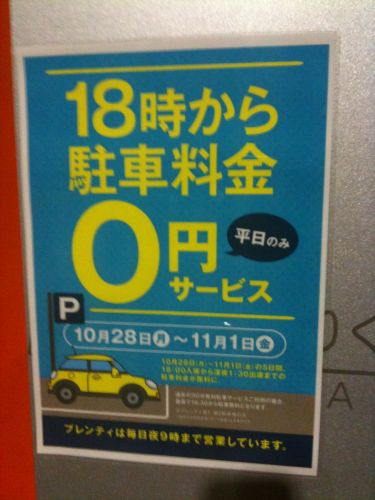 18時から
駐車料金
0円
平日のみ
サービス
P
10月28日月～11月1日金
10月28日(月)～11月1日(金)の5日間、
18:00入場から深夜1:30出庫までの
駐車料金が無料に。
プレンティは毎日夜9時まで営業しています。